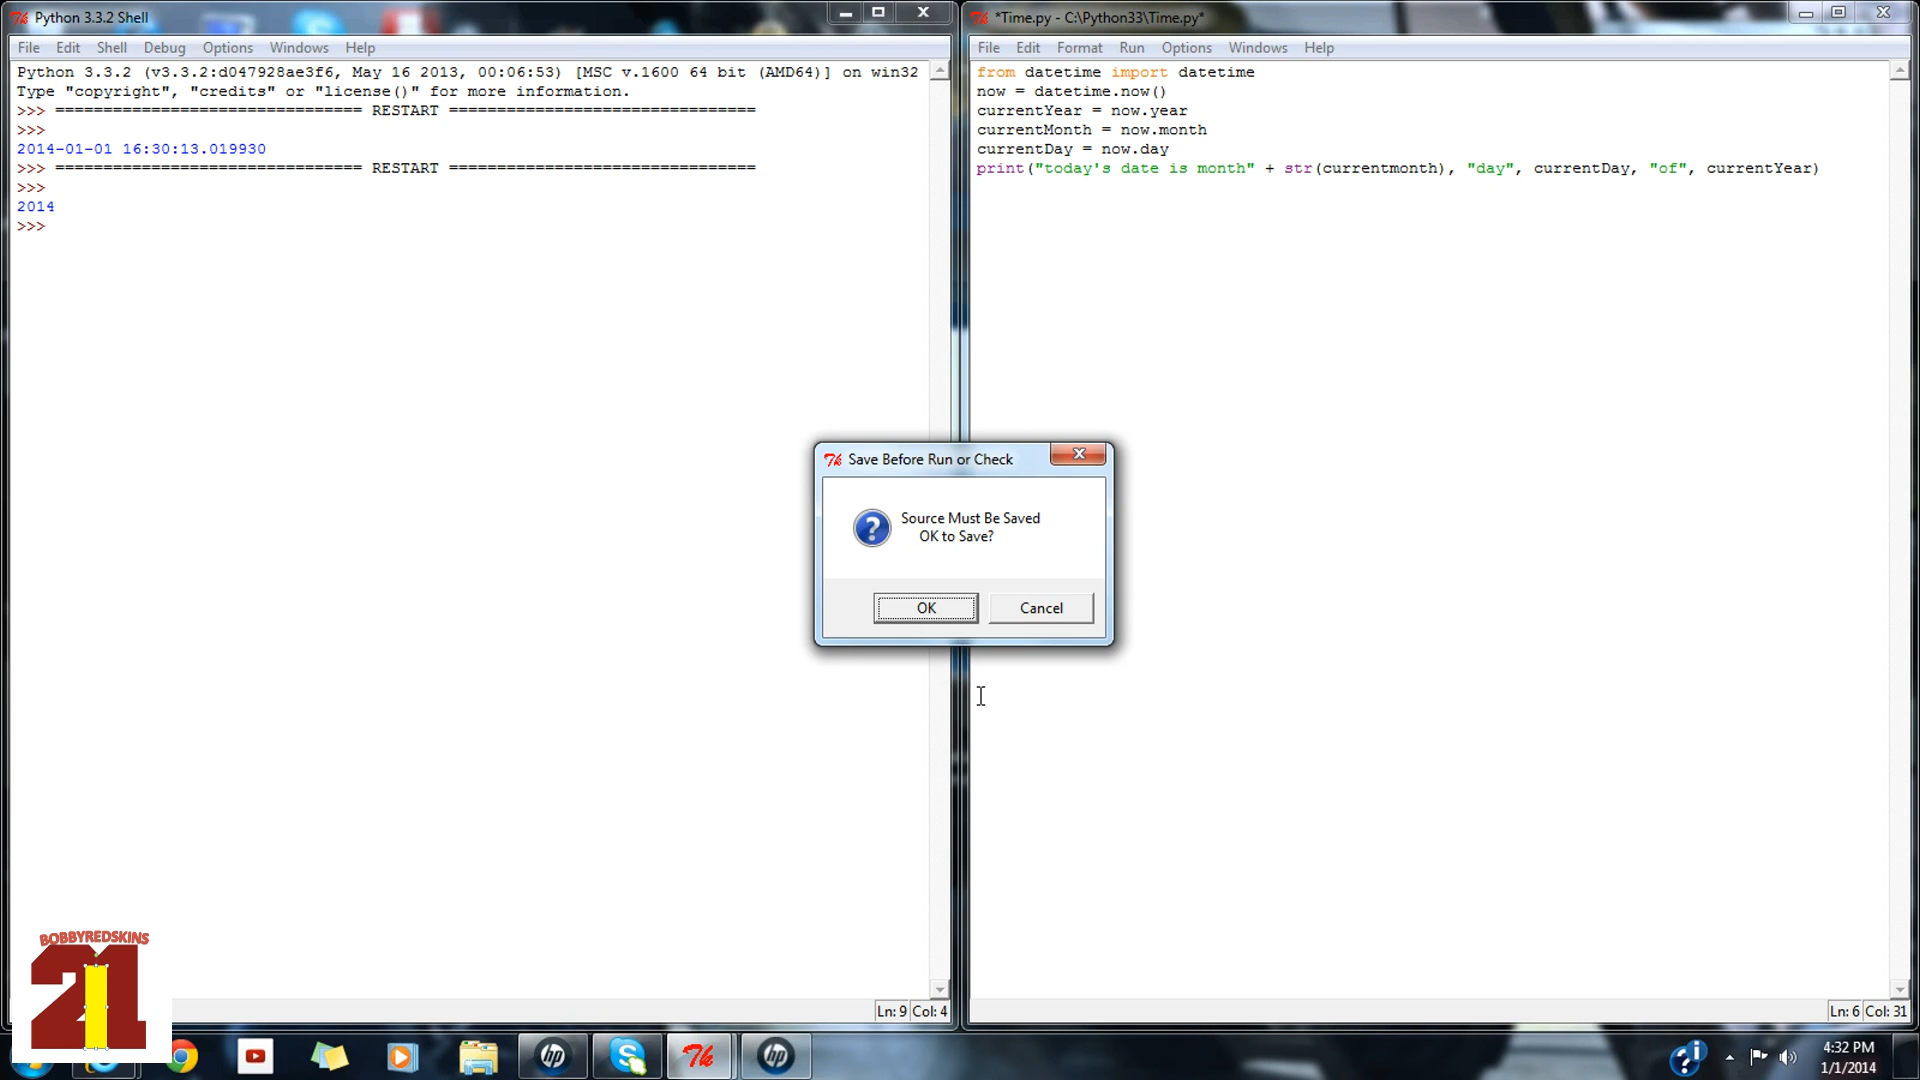 Python 3.3.2 Shell
File Edit Shell Debug Options Windows Help
Python 3.3.2 (v3.3.2:d047928ae3f6, May 16 2013, 00:06:53) [MSC v.1600 64 bit (AMD64)] on win32
Type "copyright", "credits" or "license()" for more information.
>>> ================================ RESTART ================================
>>>
2014-01-01 16:30:13.019930
>>> ================================ RESTART ================================
>>>
2014
>>>
Ln: 9 Col: 4
*Time.py - C:\Python33\Time.py*
File Edit Format Run Options Windows Help
from datetime import datetime
now = datetime.now()
currentYear = now.year
currentMonth = now.month
currentDay = now.day
print("today's date is month" + str(currentmonth), "day", currentDay, "of", currentYear)
Ln: 6 Col: 31
Save Before Run or Check
Source Must Be Saved
OK to Save?
OK Cancel
BOBBYREDSKINS
21
4:32 PM
1/1/2014